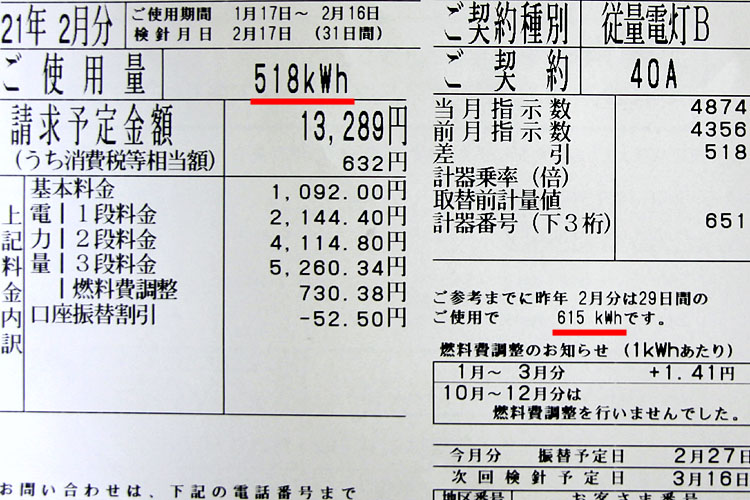 21年 2月分
ご使用期間 1月17日～ 2月16日
検針月日 2月17日 (31日間)
ご使用量 518kWh
請求予定金額 13,289円
(うち消費税等相当額) 632円
上記料金内訳
基本料金 1,092.00円
電力量
1段料金 2,144.40円
2段料金 4,114.80円
3段料金 5,260.34円
燃料費調整 730.38円
口座振替割引 -52.50円
お問い合わせは、下記の電話番号まで
ご契約種別 従量電灯B
ご契約 40A
当月指示数 4874
前月指示数 4356
差引 518
計器乗率(倍)
取替前計量値
計器番号(下3桁) 651
ご参考までに昨年 2月分は29日間の
ご使用で 615 kWhです。
燃料費調整のお知らせ (1kWhあたり)
1月～ 3月分 +1.41円
10月～12月分は
燃料費調整を行いませんでした。
今月分 振替予定日 2月27日
次回検針予定日 3月16日
地区番号 お客さま番号